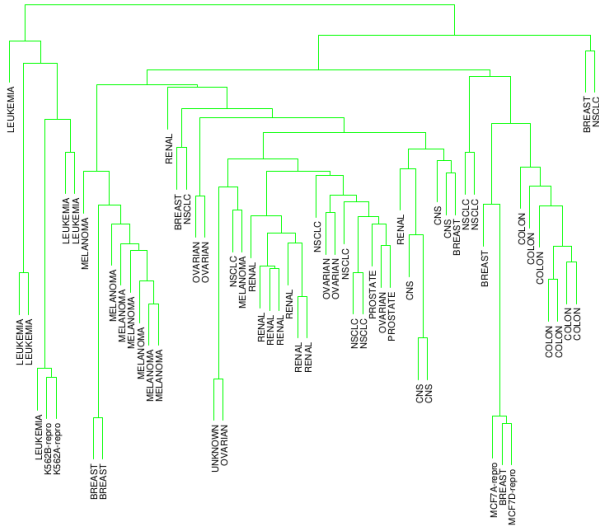 LEUKEMIA
LEUKEMIA
LEUKEMIA
LEUKEMIA
K562B-repro
K562A-repro
LEUKEMIA
LEUKEMIA
MELANOMA
BREAST
BREAST
MELANOMA
MELANOMA
MELANOMA
MELANOMA
MELANOMA
MELANOMA
RENAL
BREAST
NSCLC
OVARIAN
OVARIAN
UNKNOWN
OVARIAN
NSCLC
MELANOMA
RENAL
RENAL
RENAL
RENAL
RENAL
RENAL
RENAL
NSCLC
OVARIAN
OVARIAN
NSCLC
NSCLC
NSCLC
PROSTATE
OVARIAN
PROSTATE
RENAL
CNS
CNS
CNS
CNS
CNS
BREAST
NSCLC
NSCLC
BREAST
MCF7A-repro
BREAST
MCF7D-repro
COLON
COLON
COLON
COLON
COLON
COLON
COLON
BREAST
NSCLC